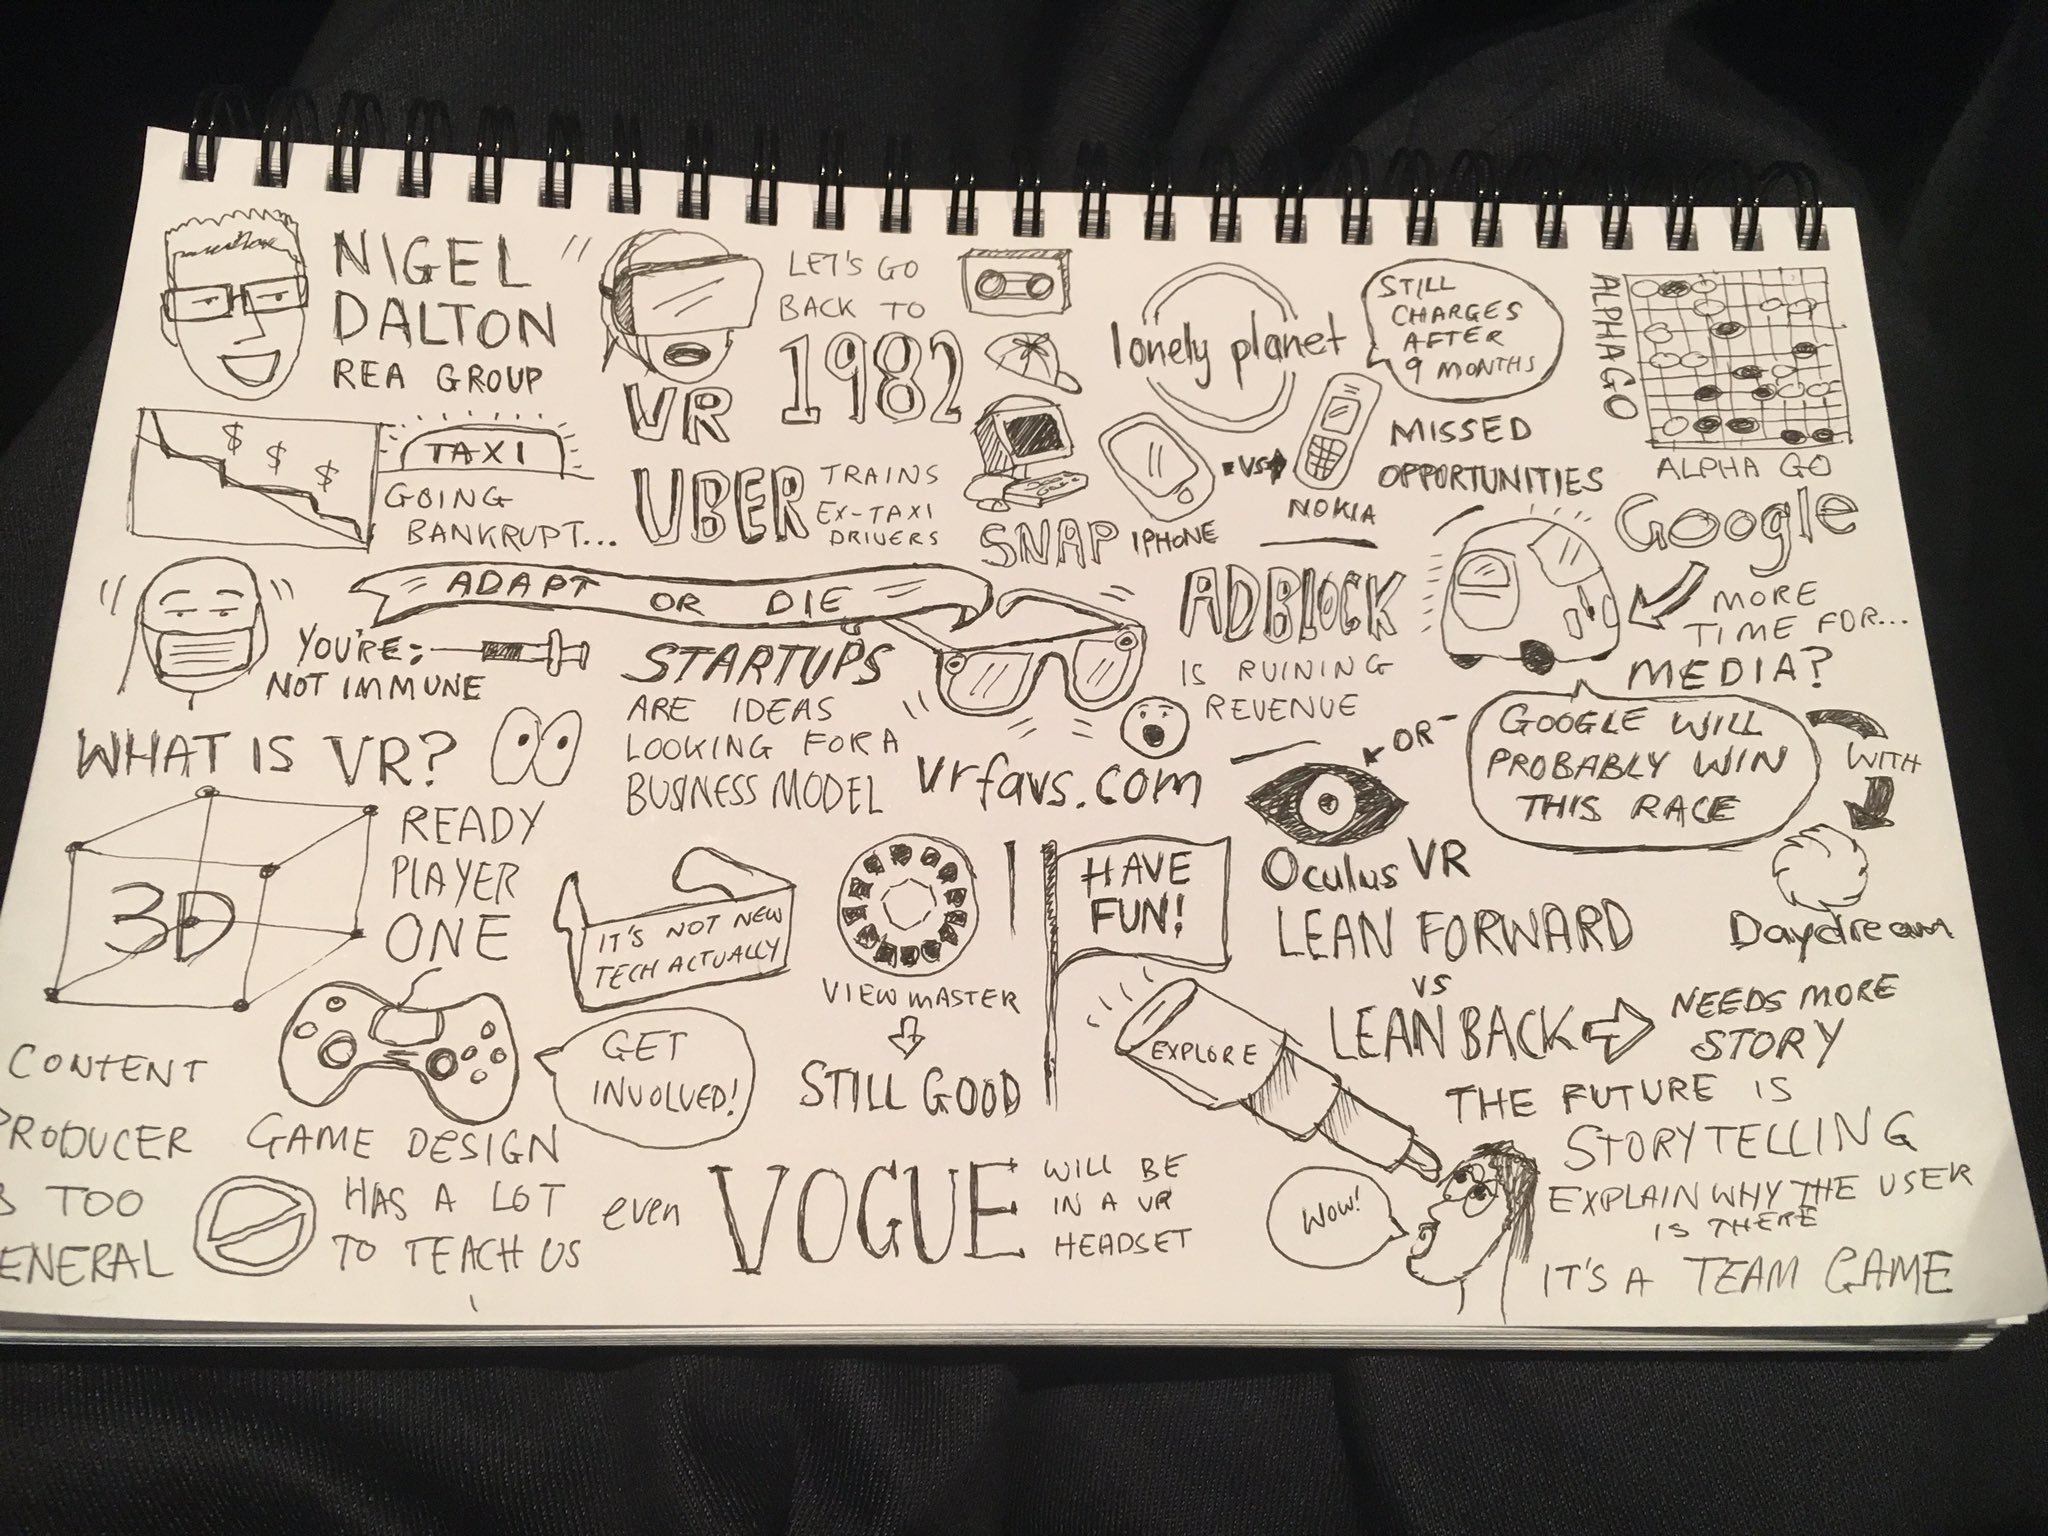 NIGEL
DALTON
REA GROUP
VR
LET'S GO
BACK TO
1982
lonely planet
STILL
CHARGES
AFTER
9 MONTHS
ALPHAGO
ALPHA GO
$ $ $
TAXI
GOING
BANKRUPT...
UBER
TRAINS
EX-TAXI
DRIVERS
SNAP
IPHONE
VS
NOKIA
MISSED
OPPORTUNITIES
Google
MORE
TIME FOR...
MEDIA?
ADAPT OR DIE
YOU'RE:
NOT IMMUNE
STARTUPS
ARE IDEAS
LOOKING FOR A
BUSINESS MODEL
vrfavs.com
ADBLOCK
IS RUINING
REVENUE
GOOGLE WILL
PROBABLY WIN
THIS RACE
WITH
Daydream
OR
Oculus VR
WHAT IS VR?
3D
READY
PLAYER
ONE
IT'S NOT NEW
TECH ACTUALLY
VIEWMASTER
STILL GOOD
HAVE
FUN!
LEAN FORWARD
VS
LEAN BACK
NEEDS MORE
STORY
EXPLORE
WOW!
THE FUTURE IS
STORYTELLING
EXPLAIN WHY THE USER
IS THERE
IT'S A TEAM GAME
GET
INVOLVED!
CONTENT
RODUCER
TOO
ENERAL
GAME DESIGN
HAS A LOT
TO TEACH US
even
VOGUE
WILL BE
IN A VR
HEADSET